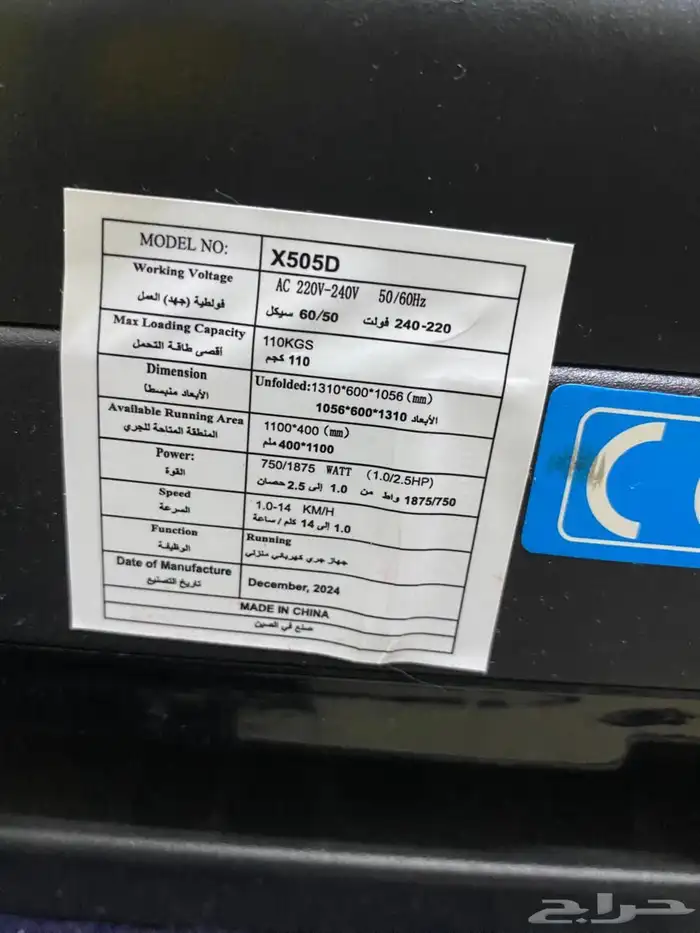 MODEL NO: X505D
Working Voltage AC 220V-240V 50/60Hz
فولطية (جهد) العمل 220-240 فولت 60/50 سيكل
Max Loading Capacity 110KGS
أقصى طاقة التحمل 110 كجم
Dimension Unfolded:1310*600*1056 (mm)
الأبعاد منبسطا الأبعاد 1310*600*1056
Available Running Area 1100*400 (mm)
المنطقة المتاحة للجري 1100*400 ملم
Power: 750/1875 WATT (1.0/2.5HP)
القوة 1875/750 واط من 1.0 إلى 2.5 حصان
Speed 1.0-14 KM/H
السرعة 1.0 إلى 14 كلم / ساعة
Function Running
الوظيفة جهاز جري كهربائي منزلي
Date of Manufacture December, 2024
تاريخ التصنيع
MADE IN CHINA
صنع في الصين
حراج